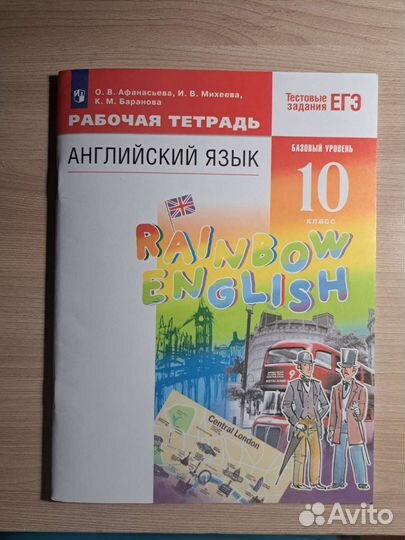 О. В. Афанасьева, И. В. Михеева,
К. М. Баранова
РАБОЧАЯ ТЕТРАДЬ
Тестовые
задания ЕГЭ
АНГЛИЙСКИЙ ЯЗЫК
БАЗОВЫЙ УРОВЕНЬ
10
КЛАСС
RAINBOW
ENGLISH
9
Central London
Avito